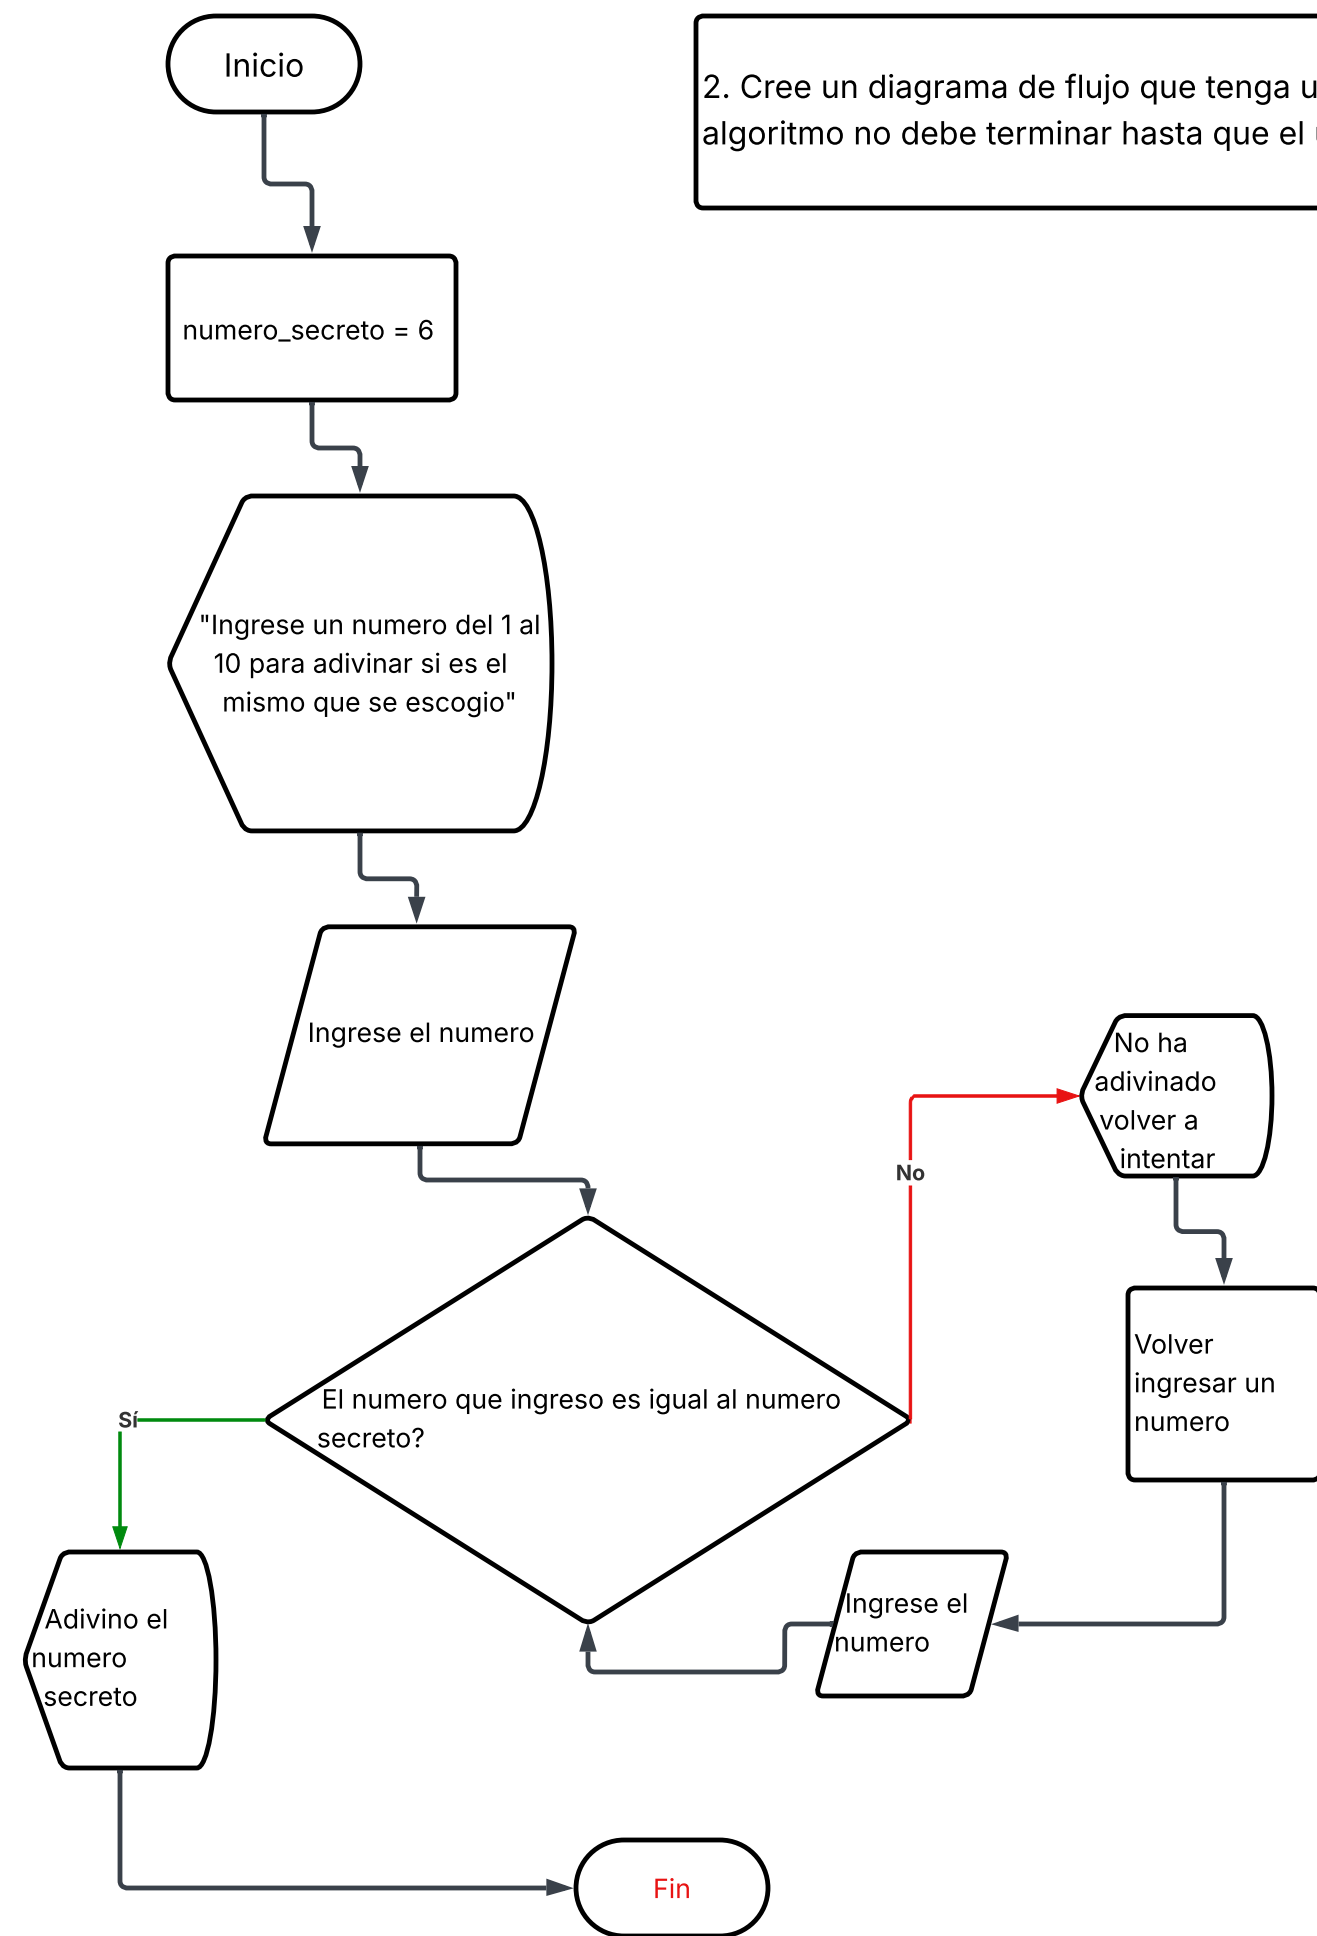 Inicio
2. Cree un diagrama de flujo que tenga
algoritmo no debe terminar hasta que el
numero_secreto = 6
"Ingrese un numero del 1 al
10 para adivinar si es el
mismo que se escogio"
Ingrese el numero
No ha
adivinado
volver a
intentar
No
Volver
ingresar un
numero
El numero que ingreso es igual al numero
secreto?
Sí
Ingrese el
numero
Adivino el
numero
secreto
Fin